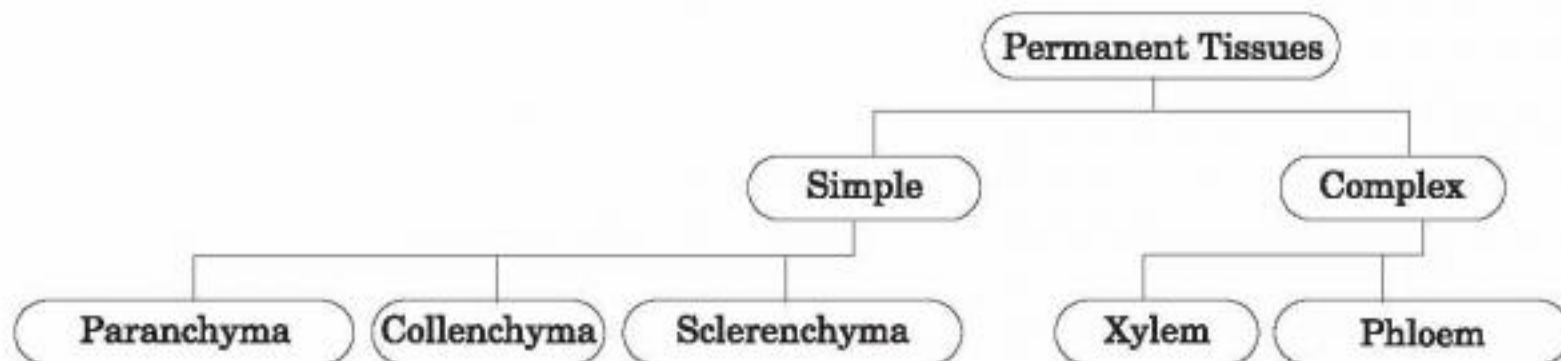 Permanent Tissues
Simple Complex
Paranchyma Collenchyma Sclerenchyma Xylem Phloem